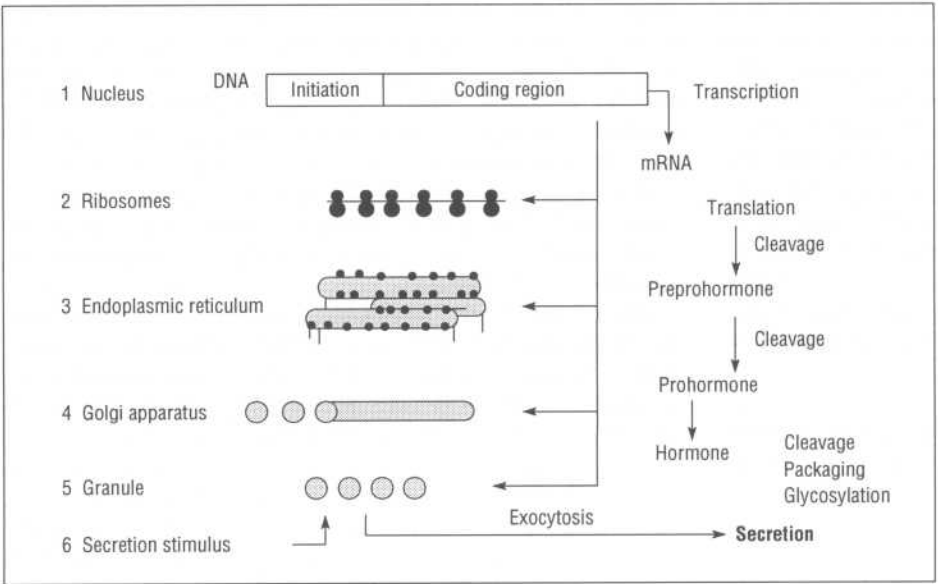 DNA
Initiation
Coding region
1 Nucleus
Transcription
mRNA
2 Ribosomes
Translation
Cleavage
Preprohormone
3 Endoplasmic reticulum
Cleavage
Prohormone
4 Golgi apparatus
Hormone
Cleavage
Packaging
Glycosylation
5 Granule
Exocytosis
Secretion
6 Secretion stimulus